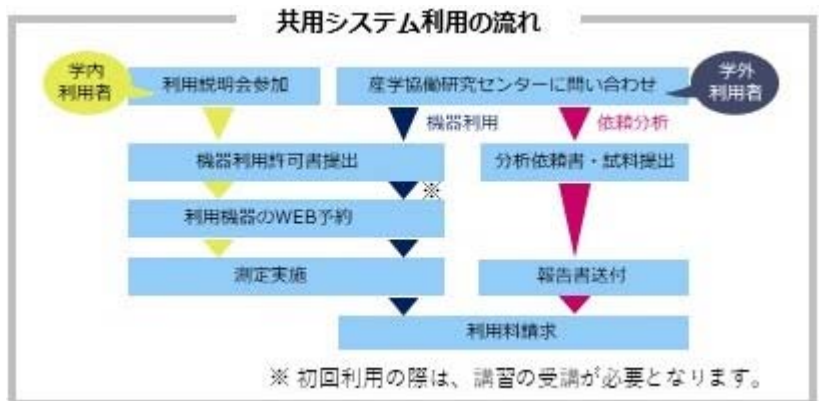 共用システム利用の流れ
学内
利用者
利用説明会参加
産学協働研究センターに問い合わせ
学外
利用者
機器利用
依頼分析
機器利用許可書提出
分析依頼書・試料提出
※
利用機器のWEB予約
測定実施
報告書送付
利用料請求
※ 初回利用の際は、講習の受講が必要となります。